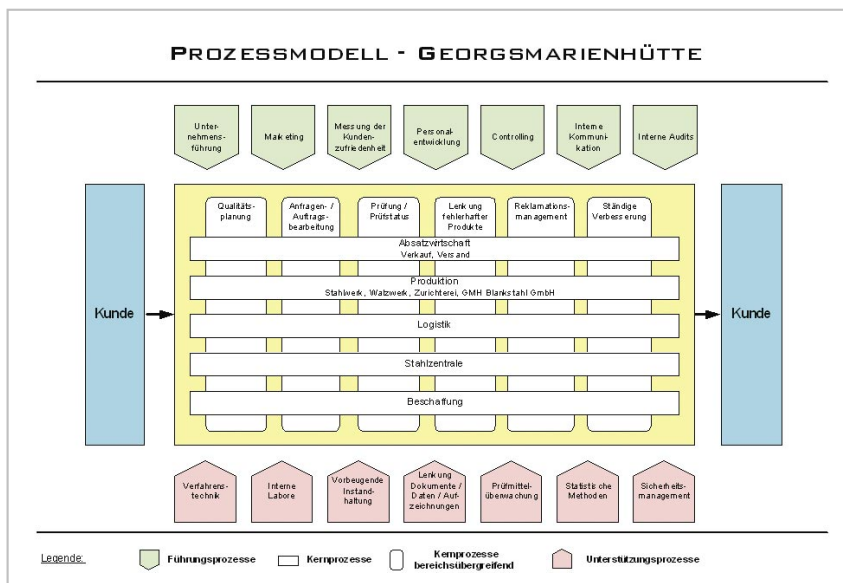 PROZESSMODELL - GEORGSMARIENHÜTTE
Unter-
nehmens-
führung
Marketing
Messung der
Kunden-
zufriedenheit
Personal-
entwicklung
Controlling
Interne
Kommuni-
kation
Interne Audits
Kunde
Qualitäts-
planung
Anfragen- /
Auftrags-
bearbeitung
Prüfung /
Prüfstatus
Lenkung
fehlerhafter
Produkte
Reklamations-
management
Ständige
Verbesserung
Absatzwirtschaft
Verkauf, Versand
Produktion
Stahlwerk, Walzwerk, Zurichterei, GMH Blankstahl GmbH
Logistik
Stahlzentrale
Beschaffung
Kunde
Verfahrens-
technik
Interne
Labore
Vorbeugende
Instand-
haltung
Lenkung
Dokumente /
Daten / Auf-
zeichnungen
Prüfmittel-
überwachung
Statistische
Methoden
Sicherheits-
management
Legende:
Führungsprozesse
Kernprozesse
Kernprozesse
bereichsübergreifend
Unterstützungsprozesse